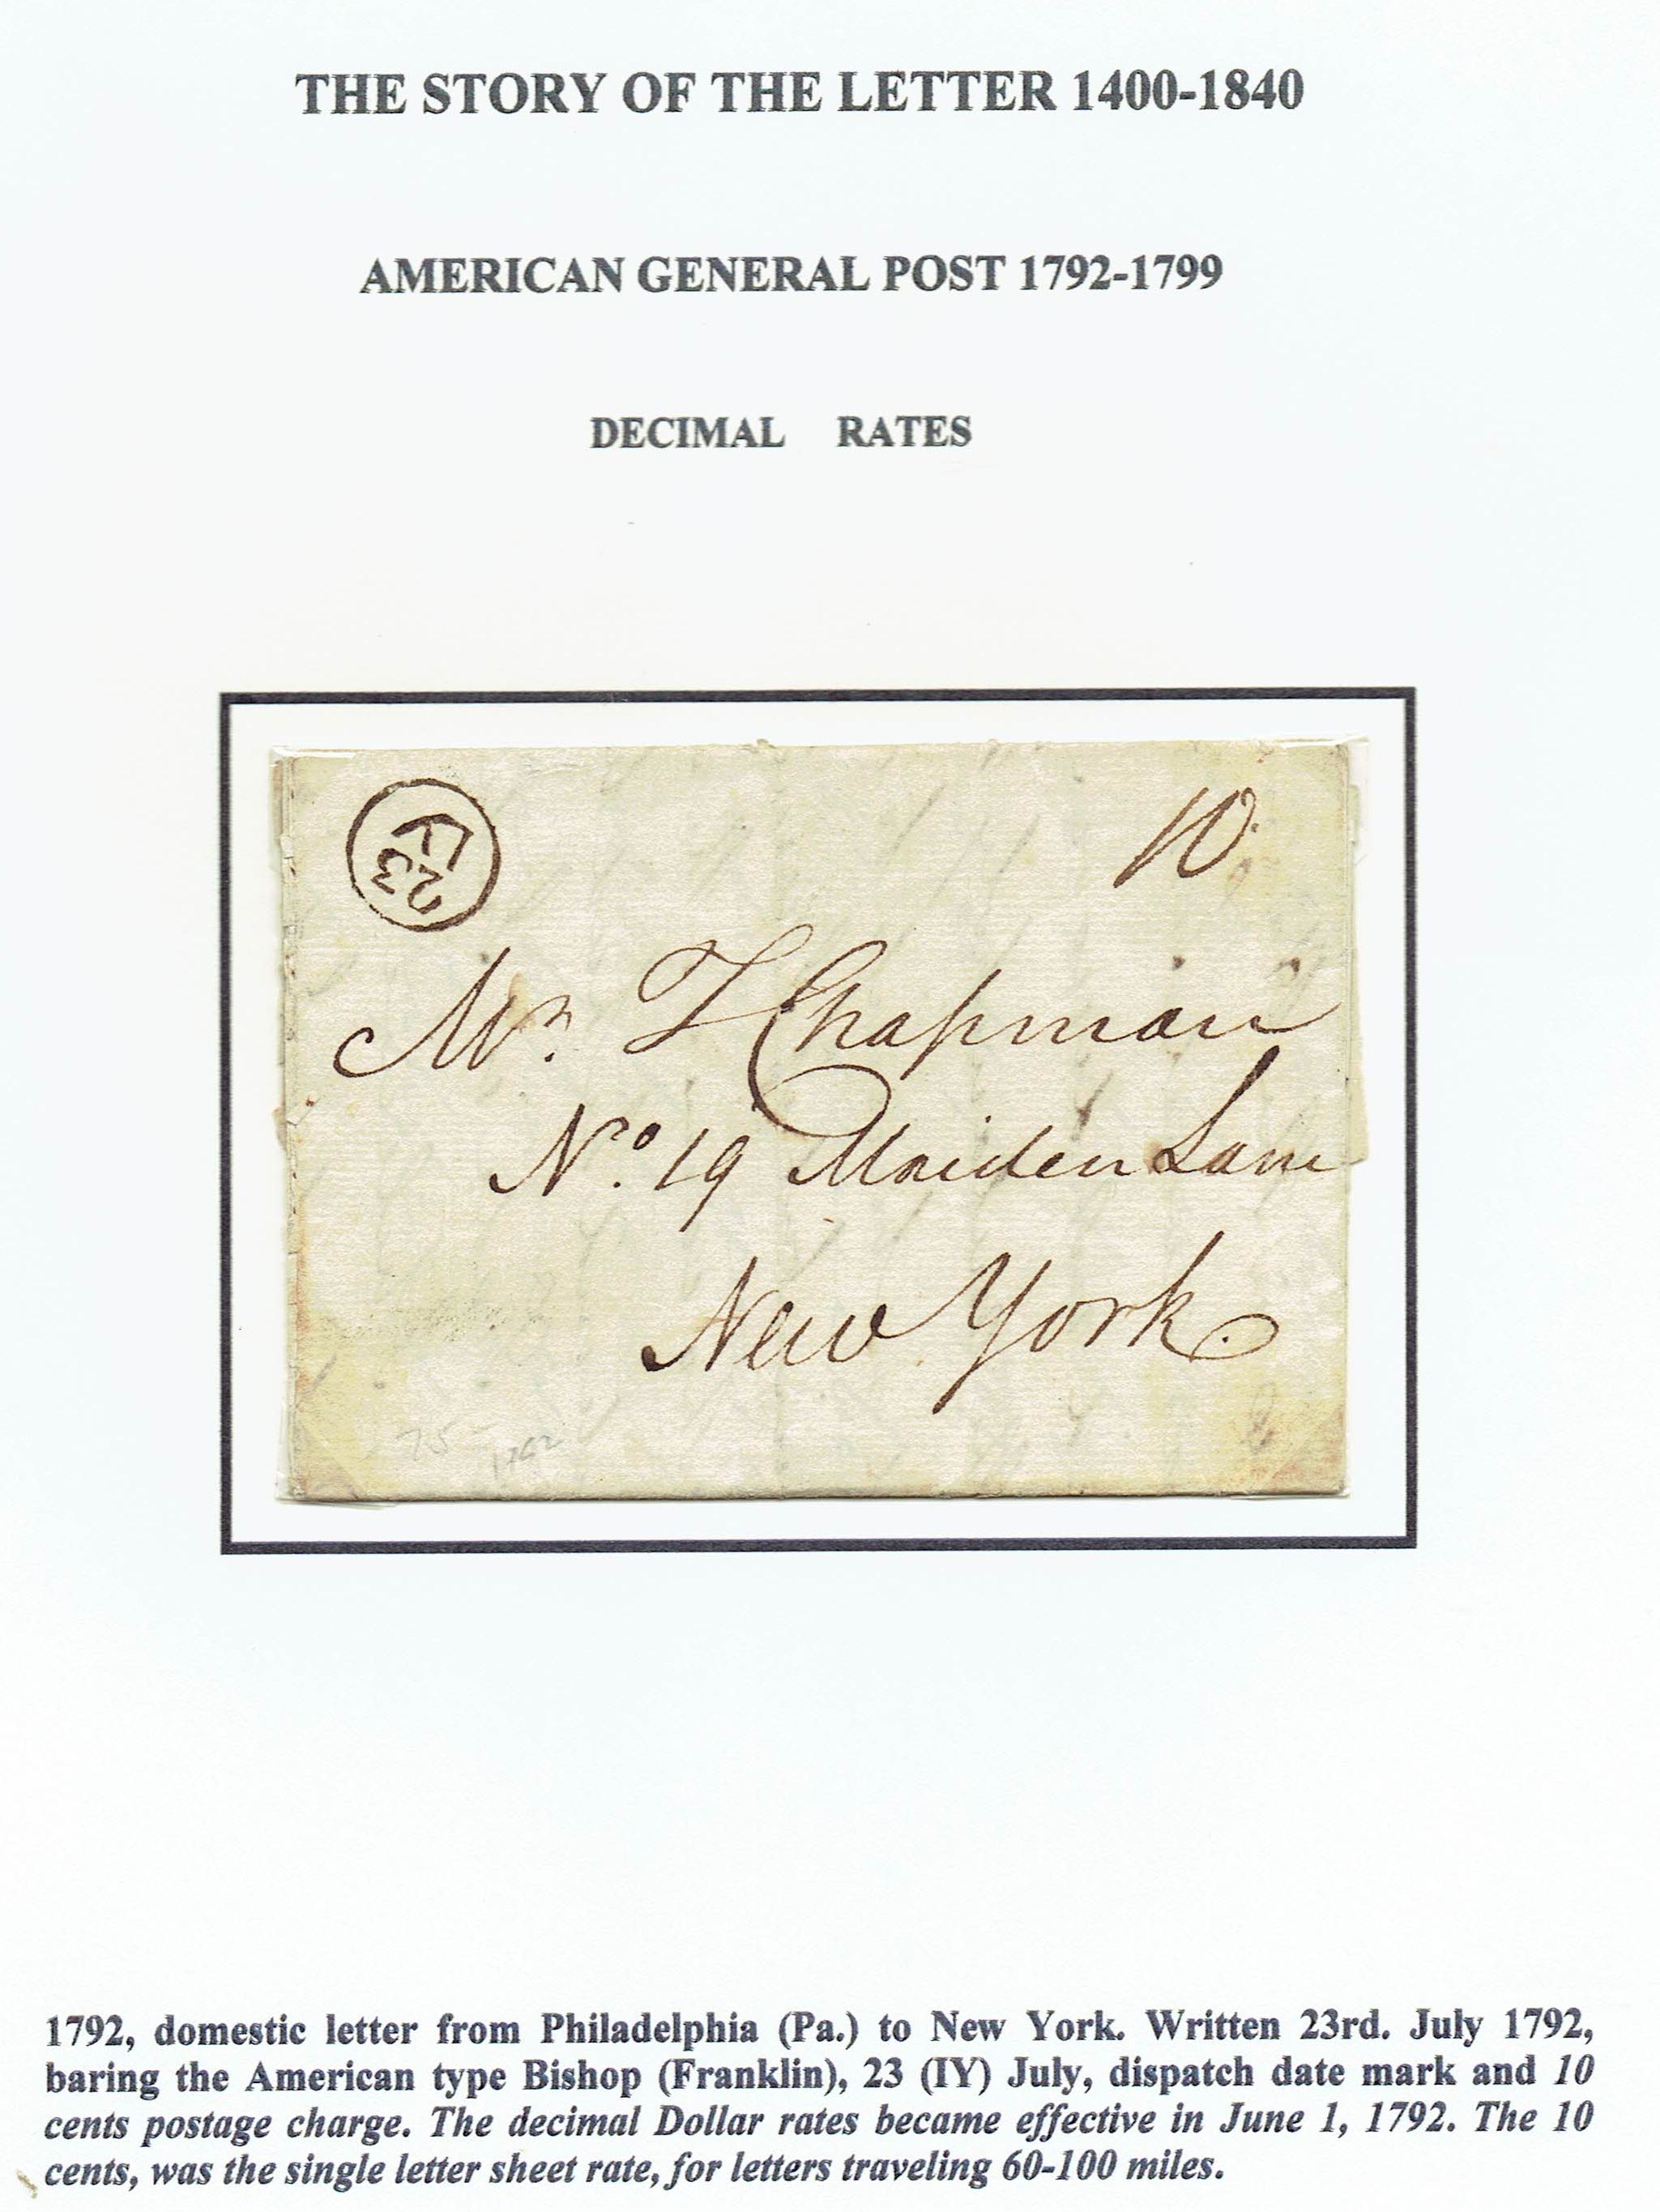 THE STORY OF THE LETTER 1400-1840
AMERICAN GENERAL POST 1792-1799
DECIMAL RATES
IY
23
10
Mr. T Chapman
No. 19 Maiden Lane
New York.
75-
1792
1792, domestic letter from Philadelphia (Pa.) to New York. Written 23rd. July 1792,
baring the American type Bishop (Franklin), 23 (IY) July, dispatch date mark and 10
cents postage charge. The decimal Dollar rates became effective in June 1, 1792. The 10
cents, was the single letter sheet rate, for letters traveling 60-100 miles.